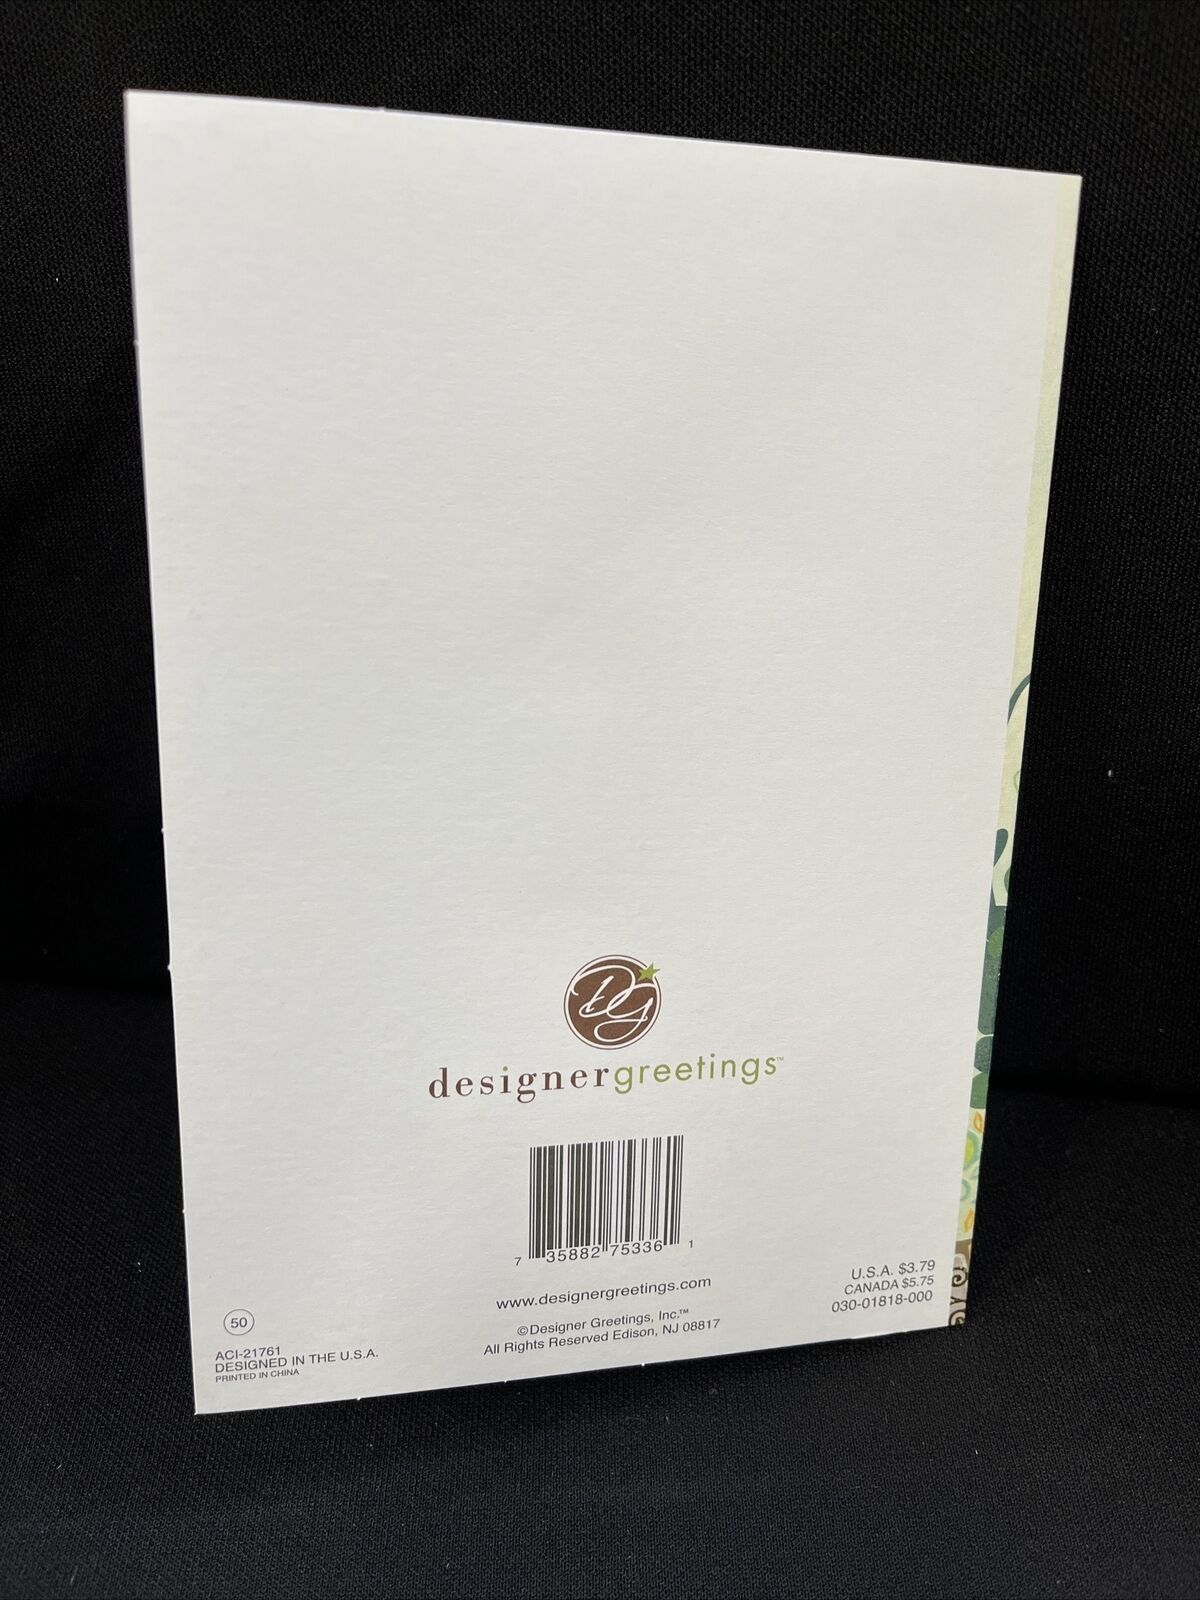 DG
designergreetings™
7 35882 75336 1
www.designergreetings.com
©Designer Greetings, Inc.™
All Rights Reserved Edison, NJ 08817
U.S.A. $3.79
CANADA $5.75
030-01818-000
50
ACI-21761
DESIGNED IN THE U.S.A.
PRINTED IN CHINA